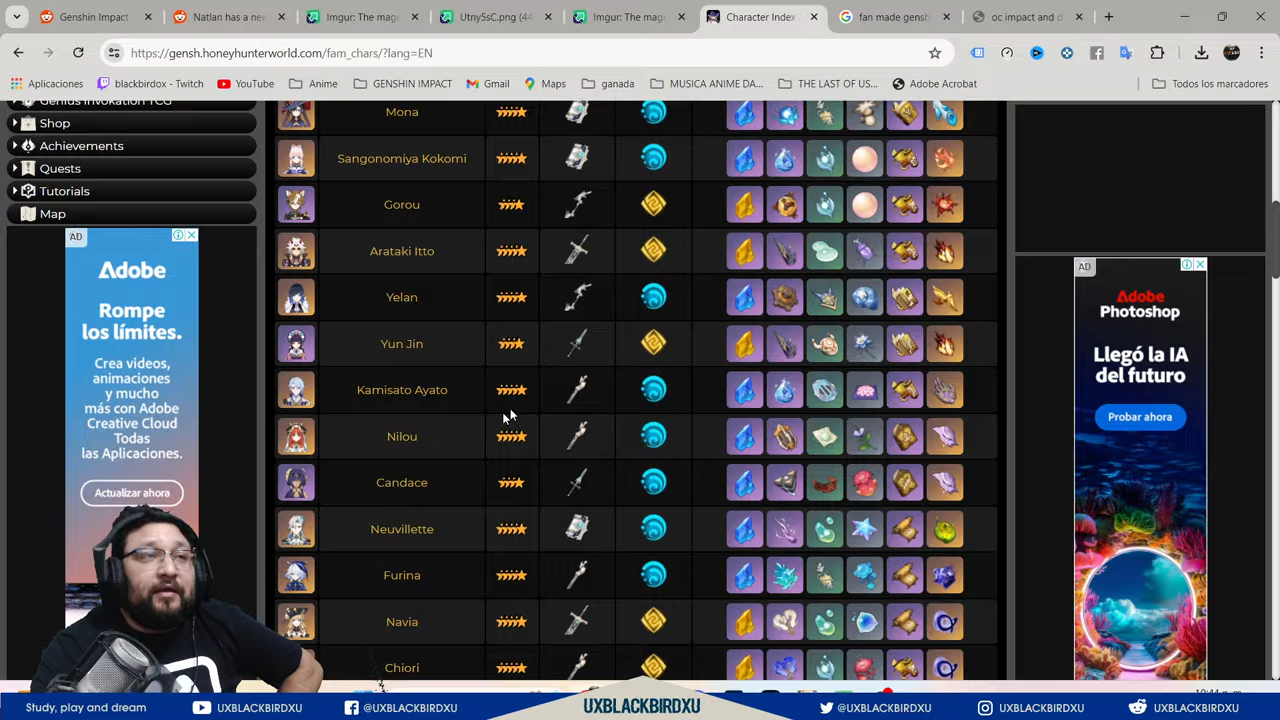 Genshin Impact
Natlan has a new
Imgur: The mag
Utny5sC.png (44
Imgur: The mag
Character Index
fan made gensh
oc impact and d
https://gensh.honeyhunterworld.com/fam_chars/?lang=EN
Aplicaciones
blackbirdox - Twitch
YouTube
Anime
GENSHIN IMPACT
Gmail
Maps
ganada
MUSICA ANIME DA...
THE LAST OF US...
Adobe Acrobat
Todos los marcadores
Genius Invokation TCG
Shop
Achievements
Quests
Tutorials
Map
AD
Adobe
Rompe
los límites.
Crea videos,
animaciones
y mucho
más con Adobe
Creative Cloud
Todas
las Aplicaciones.
Actualizar ahora
Mona
Sangonomiya Kokomi
Gorou
Arataki Itto
Yelan
Yun Jin
Kamisato Ayato
Nilou
Candace
Neuvillette
Furina
Navia
Chiori
AD
Adobe
Photoshop
Llegó la IA
del futuro
Probar ahora
Study, play and dream
UXBLACKBIRDXU
@UXBLACKBIRDXU
UXBLACKBIRDXU
@UXBLACKBIRDXU
UXBLACKBIRDXU
UXBLACKBIRDXU